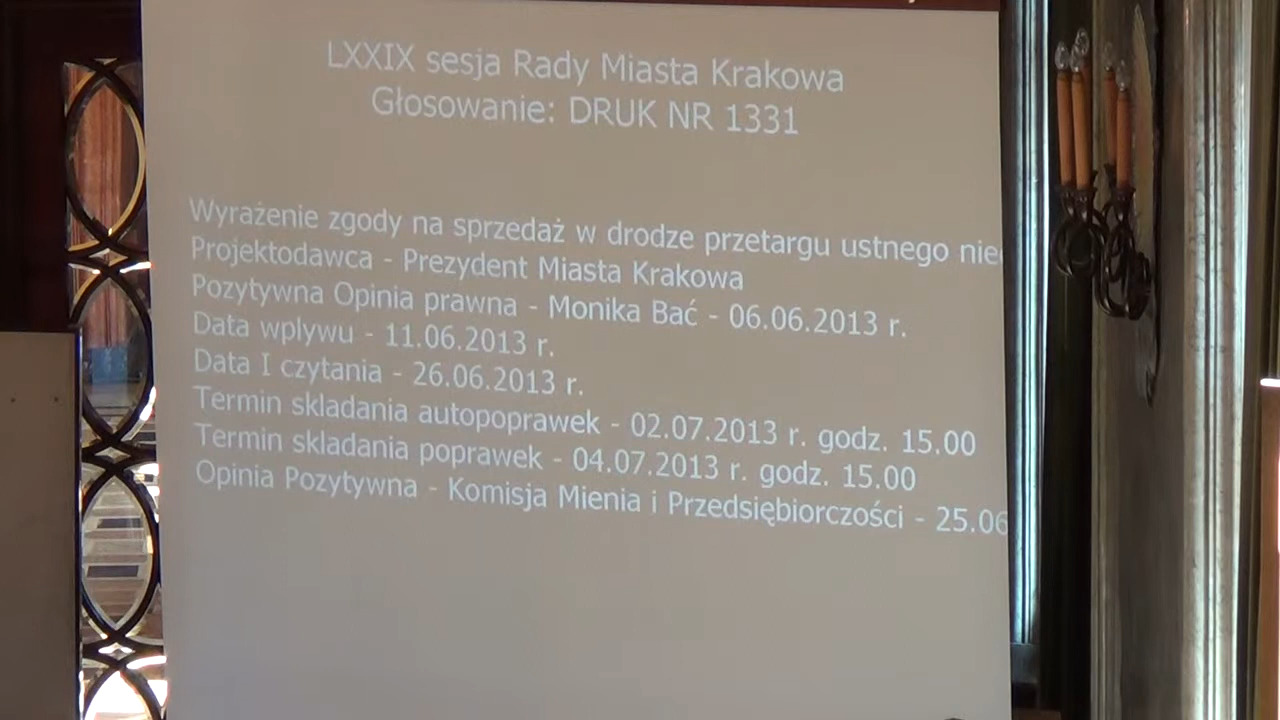 LXXIX sesja Rady Miasta Krakowa
Głosowanie: DRUK NR 1331
Wyrażenie zgody na sprzedaż w drodze przetargu ustnego
Projektodawca - Prezydent Miasta Krakowa
Pozytywna Opinia prawna - Monika Bać - 06.06.2013 r.
Data wplywu - 11.06.2013 r.
Data I czytania - 26.06.2013 r.
Termin skladania autopoprawek - 02.07.2013 r. godz. 15.00
Termin skladania poprawek - 04.07.2013 r. godz. 15.00
Opinia Pozytywna - Komisja Mienia i Przedsiębiorczości - 25.06